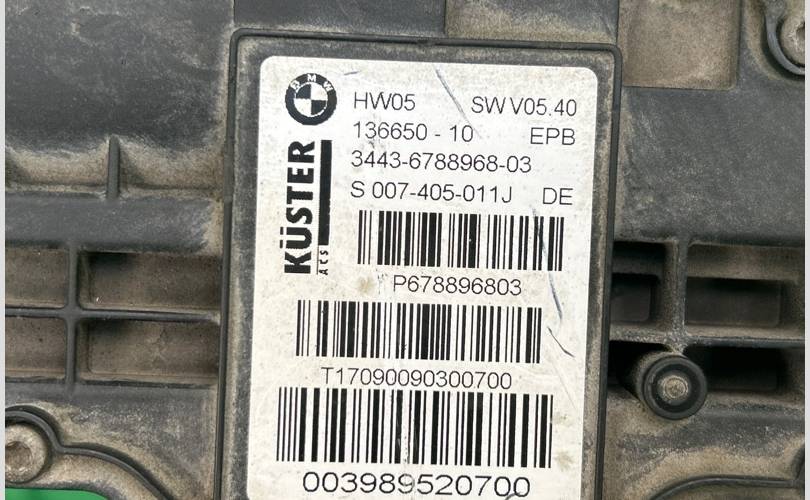 BMW
HW05 SW V05.40
136650 - 10 EPB
3443-6788968-03
S 007-405-011J DE
KÜSTER
ACS
P678896803
T17090090300700
003989520700